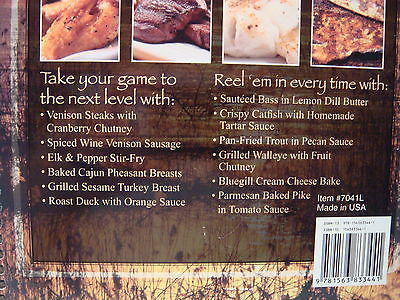 Take your game to
the next level with:
• Venison Steaks with
Cranberry Chutney
• Spiced Wine Venison Sausage
• Elk & Pepper Stir-Fry
• Baked Cajun Pheasant Breasts
• Grilled Sesame Turkey Breast
• Roast Duck with Orange Sauce
Reel 'em in every time with:
• Sautéed Bass in Lemon Dill Butter
• Crispy Catfish with Homemade
Tartar Sauce
• Pan-Fried Trout in Pecan Sauce
• Grilled Walleye with Fruit
Chutney
• Bluegill Cream Cheese Bake
• Parmesan Baked Pike
in Tomato Sauce
Item #7041L
Made in USA
9 781563 833441